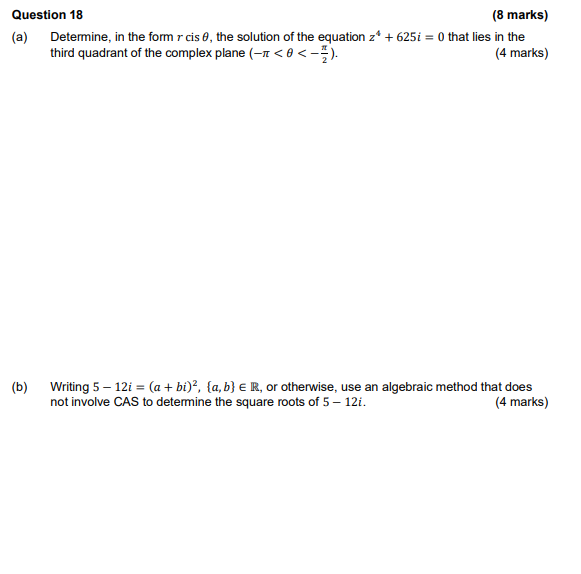 Question 18 (8 marks)
(a) Determine, in the form r cis θ, the solution of the equation z⁴ + 625i = 0 that lies in the
third quadrant of the complex plane (−π < θ < −π/2). (4 marks)
(b) Writing 5 − 12i = (a + bi)², {a, b} ∈ ℝ, or otherwise, use an algebraic method that does
not involve CAS to determine the square roots of 5 − 12i. (4 marks)